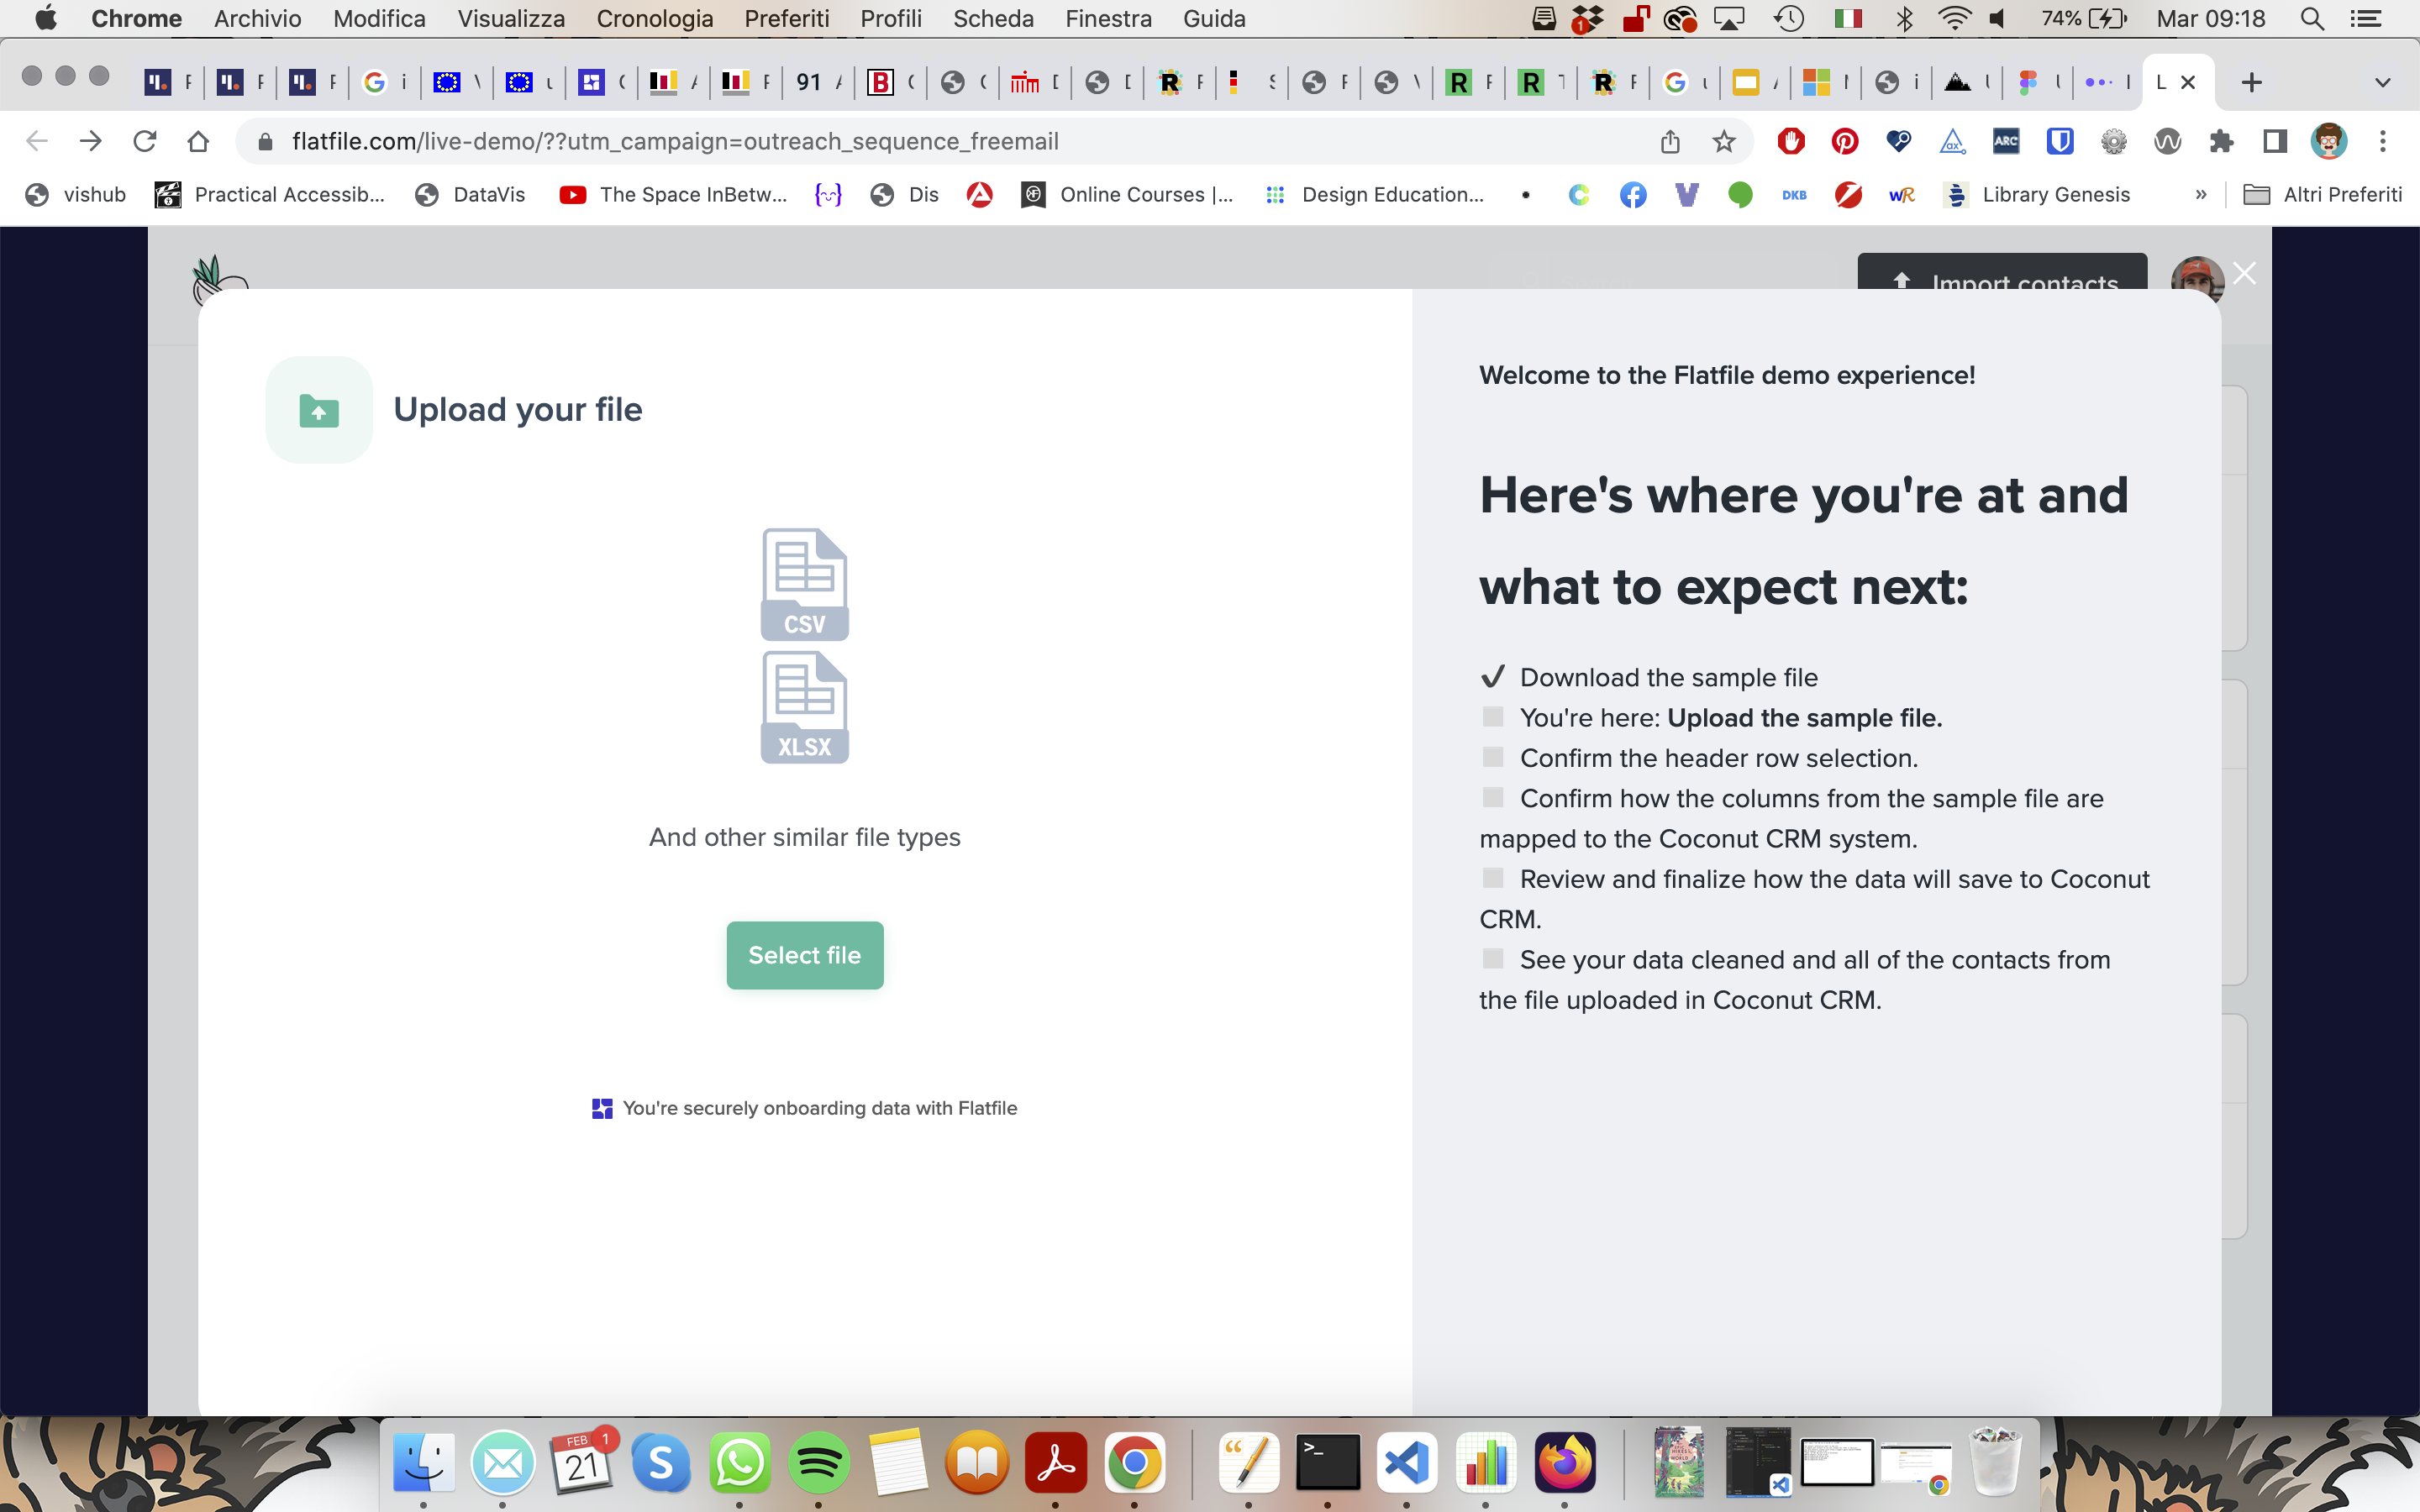 Chrome Archivio Modifica Visualizza Cronologia Preferiti Profili Scheda Finestra Guida 74% Mar 09:18
flatfile.com/live-demo/??utm_campaign=outreach_sequence_freemail
vishub Practical Accessib... DataVis The Space InBetw... {··} Dis Online Courses |... Design Education... DKB wR Library Genesis » Altri Preferiti
Import contacts
Upload your file
CSV
XLSX
And other similar file types
Select file
You're securely onboarding data with Flatfile
Welcome to the Flatfile demo experience!
Here's where you're at and
what to expect next:
Download the sample file
You're here: Upload the sample file.
Confirm the header row selection.
Confirm how the columns from the sample file are
mapped to the Coconut CRM system.
Review and finalize how the data will save to Coconut
CRM.
See your data cleaned and all of the contacts from
the file uploaded in Coconut CRM.
FEB 1
21